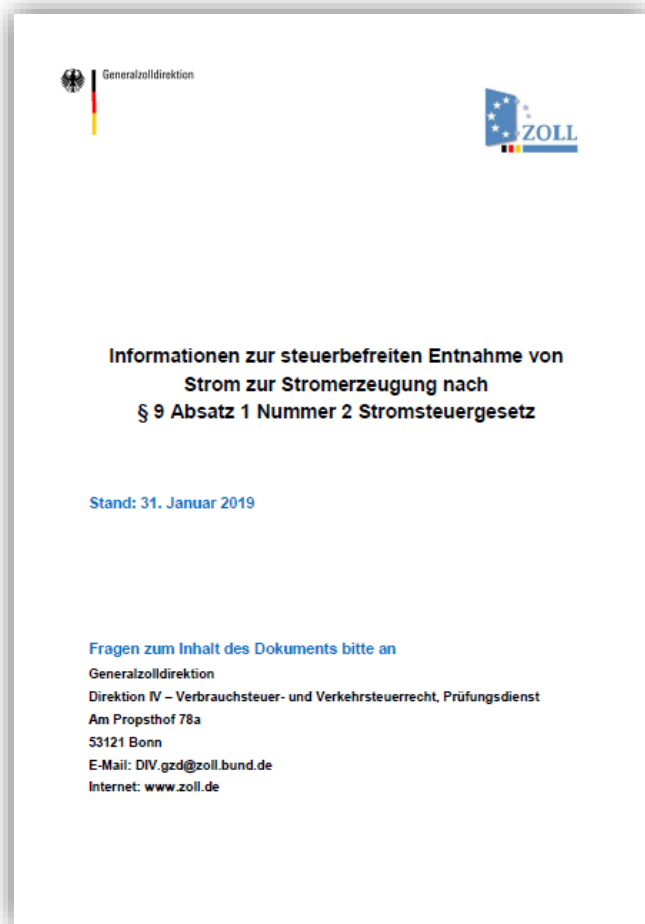 Generalzolldirektion
ZOLL
Informationen zur steuerbefreiten Entnahme von
Strom zur Stromerzeugung nach
§ 9 Absatz 1 Nummer 2 Stromsteuergesetz
Stand: 31. Januar 2019
Fragen zum Inhalt des Dokuments bitte an
Generalzolldirektion
Direktion IV – Verbrauchsteuer- und Verkehrsteuerrecht, Prüfungsdienst
Am Propsthof 78a
53121 Bonn
E-Mail: DIV.gzd@zoll.bund.de
Internet: www.zoll.de